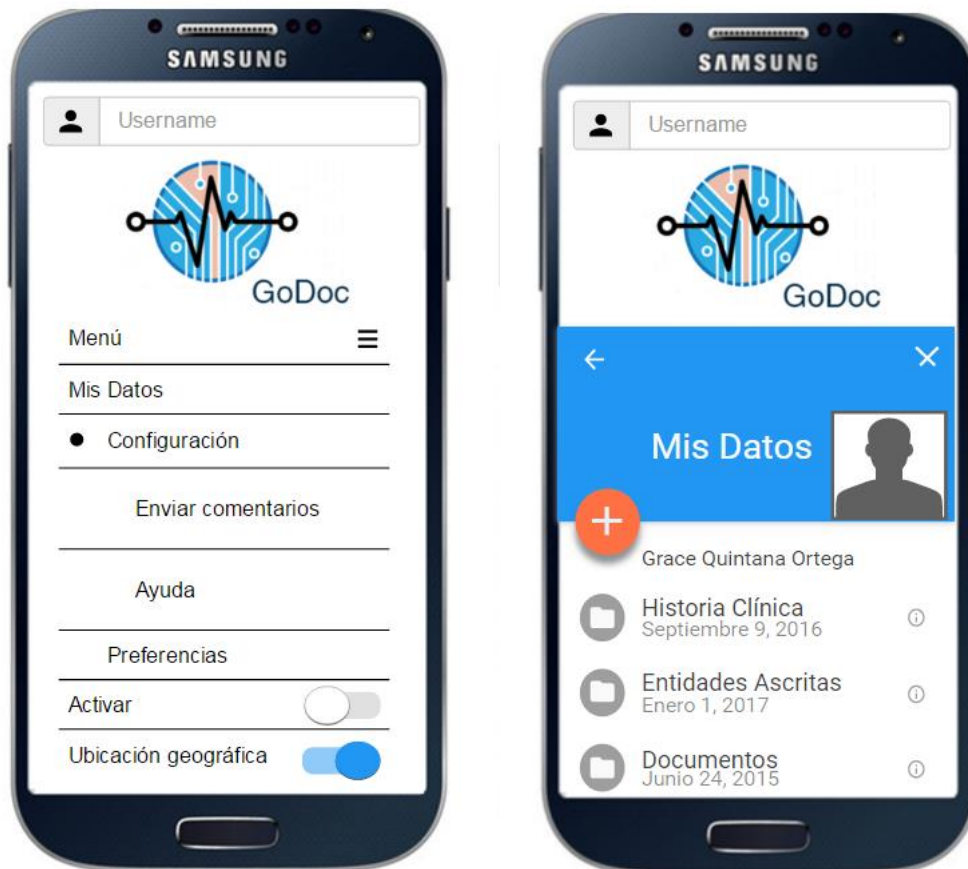 SAMSUNG
Username
GoDoc
Menú
Mis Datos
Configuración
Enviar comentarios
Ayuda
Preferencias
Activar
Ubicación geográfica
SAMSUNG
Username
GoDoc
Mis Datos
Grace Quintana Ortega
Historia Clínica
Septiembre 9, 2016
Entidades Ascritas
Enero 1, 2017
Documentos
Junio 24, 2015